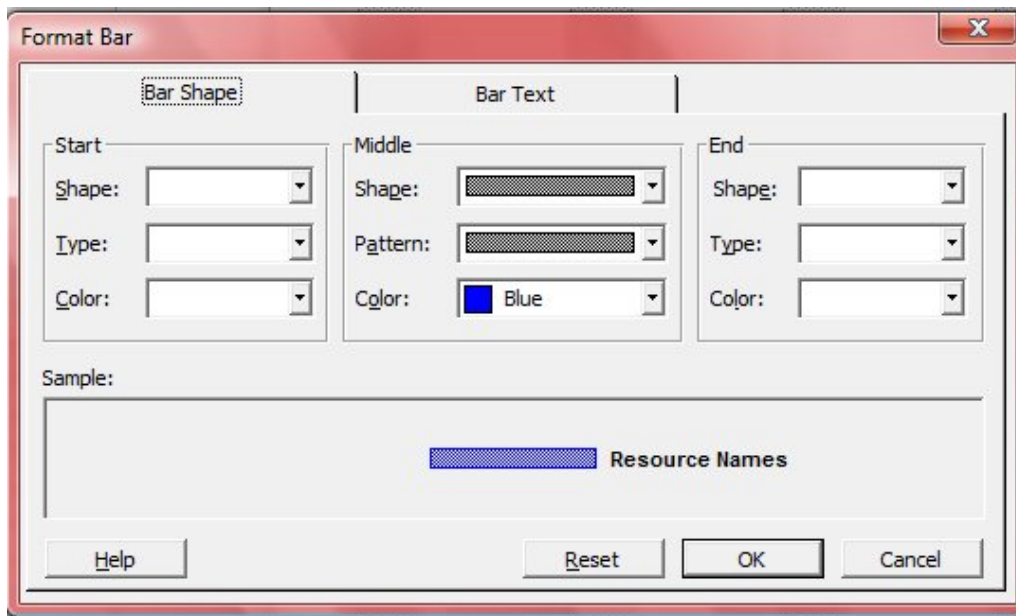 Format Bar
Bar Shape Bar Text
Start Middle End
Shape: Shape: Shape:
Type: Pattern: Type:
Color: Color: Blue Color:
Sample:
Resource Names
Help Reset OK Cancel